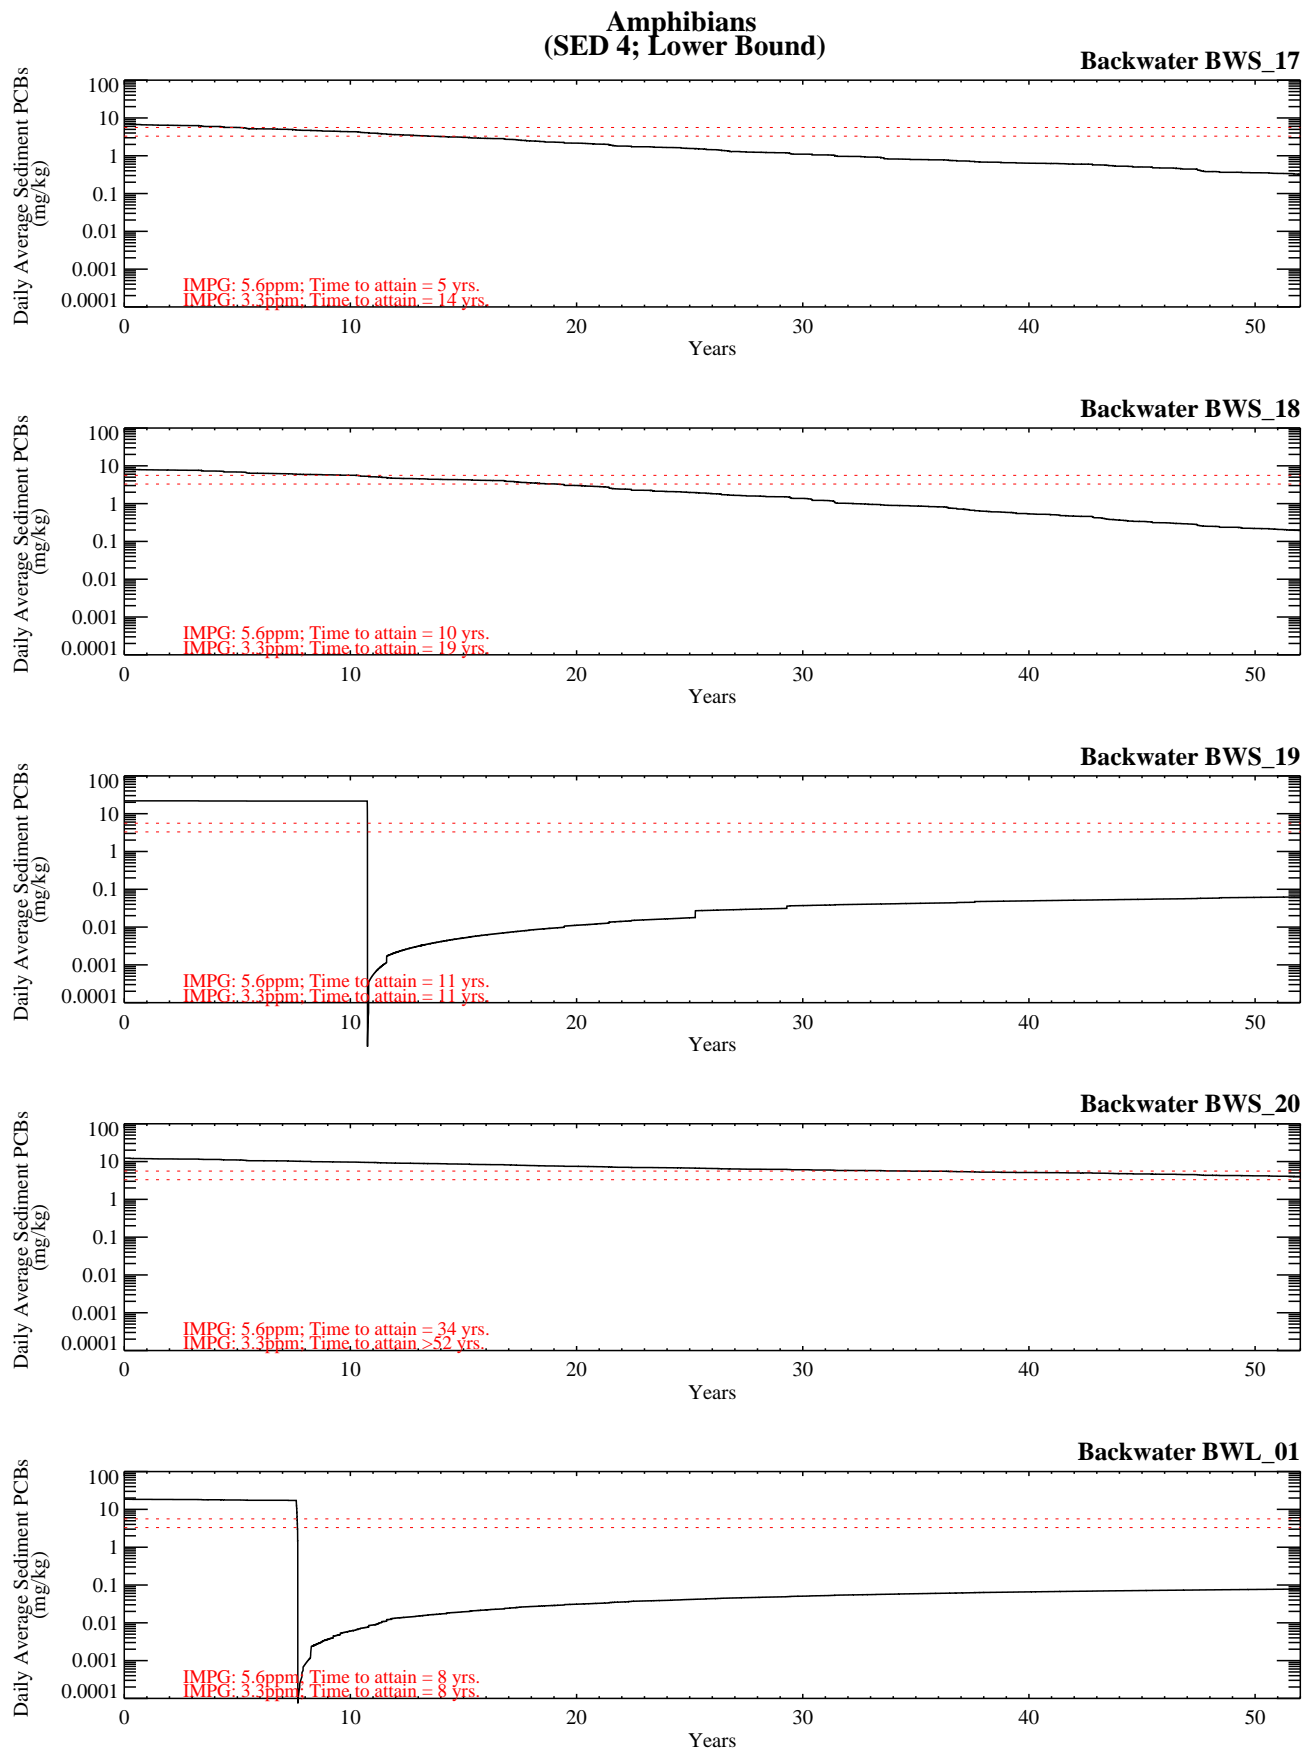 Amphibians
(SED 4; Lower Bound)
Backwater BWS_17
Daily Average Sediment PCBs
(mg/kg)
100
10
1
0.1
0.01
0.001
0.0001
IMPG: 5.6ppm; Time to attain = 5 yrs.
IMPG: 3.3ppm; Time to attain = 14 yrs.
0 10 20 30 40 50
Years
Backwater BWS_18
Daily Average Sediment PCBs
(mg/kg)
100
10
1
0.1
0.01
0.001
0.0001
IMPG: 5.6ppm; Time to attain = 10 yrs.
IMPG: 3.3ppm; Time to attain = 19 yrs.
0 10 20 30 40 50
Years
Backwater BWS_19
Daily Average Sediment PCBs
(mg/kg)
100
10
1
0.1
0.01
0.001
0.0001
IMPG: 5.6ppm; Time to attain = 11 yrs.
IMPG: 3.3ppm; Time to attain = 11 yrs.
0 10 20 30 40 50
Years
Backwater BWS_20
Daily Average Sediment PCBs
(mg/kg)
100
10
1
0.1
0.01
0.001
0.0001
IMPG: 5.6ppm; Time to attain = 34 yrs.
IMPG: 3.3ppm; Time to attain >52 yrs.
0 10 20 30 40 50
Years
Backwater BWL_01
Daily Average Sediment PCBs
(mg/kg)
100
10
1
0.1
0.01
0.001
0.0001
IMPG: 5.6ppm; Time to attain = 8 yrs.
IMPG: 3.3ppm; Time to attain = 8 yrs.
0 10 20 30 40 50
Years